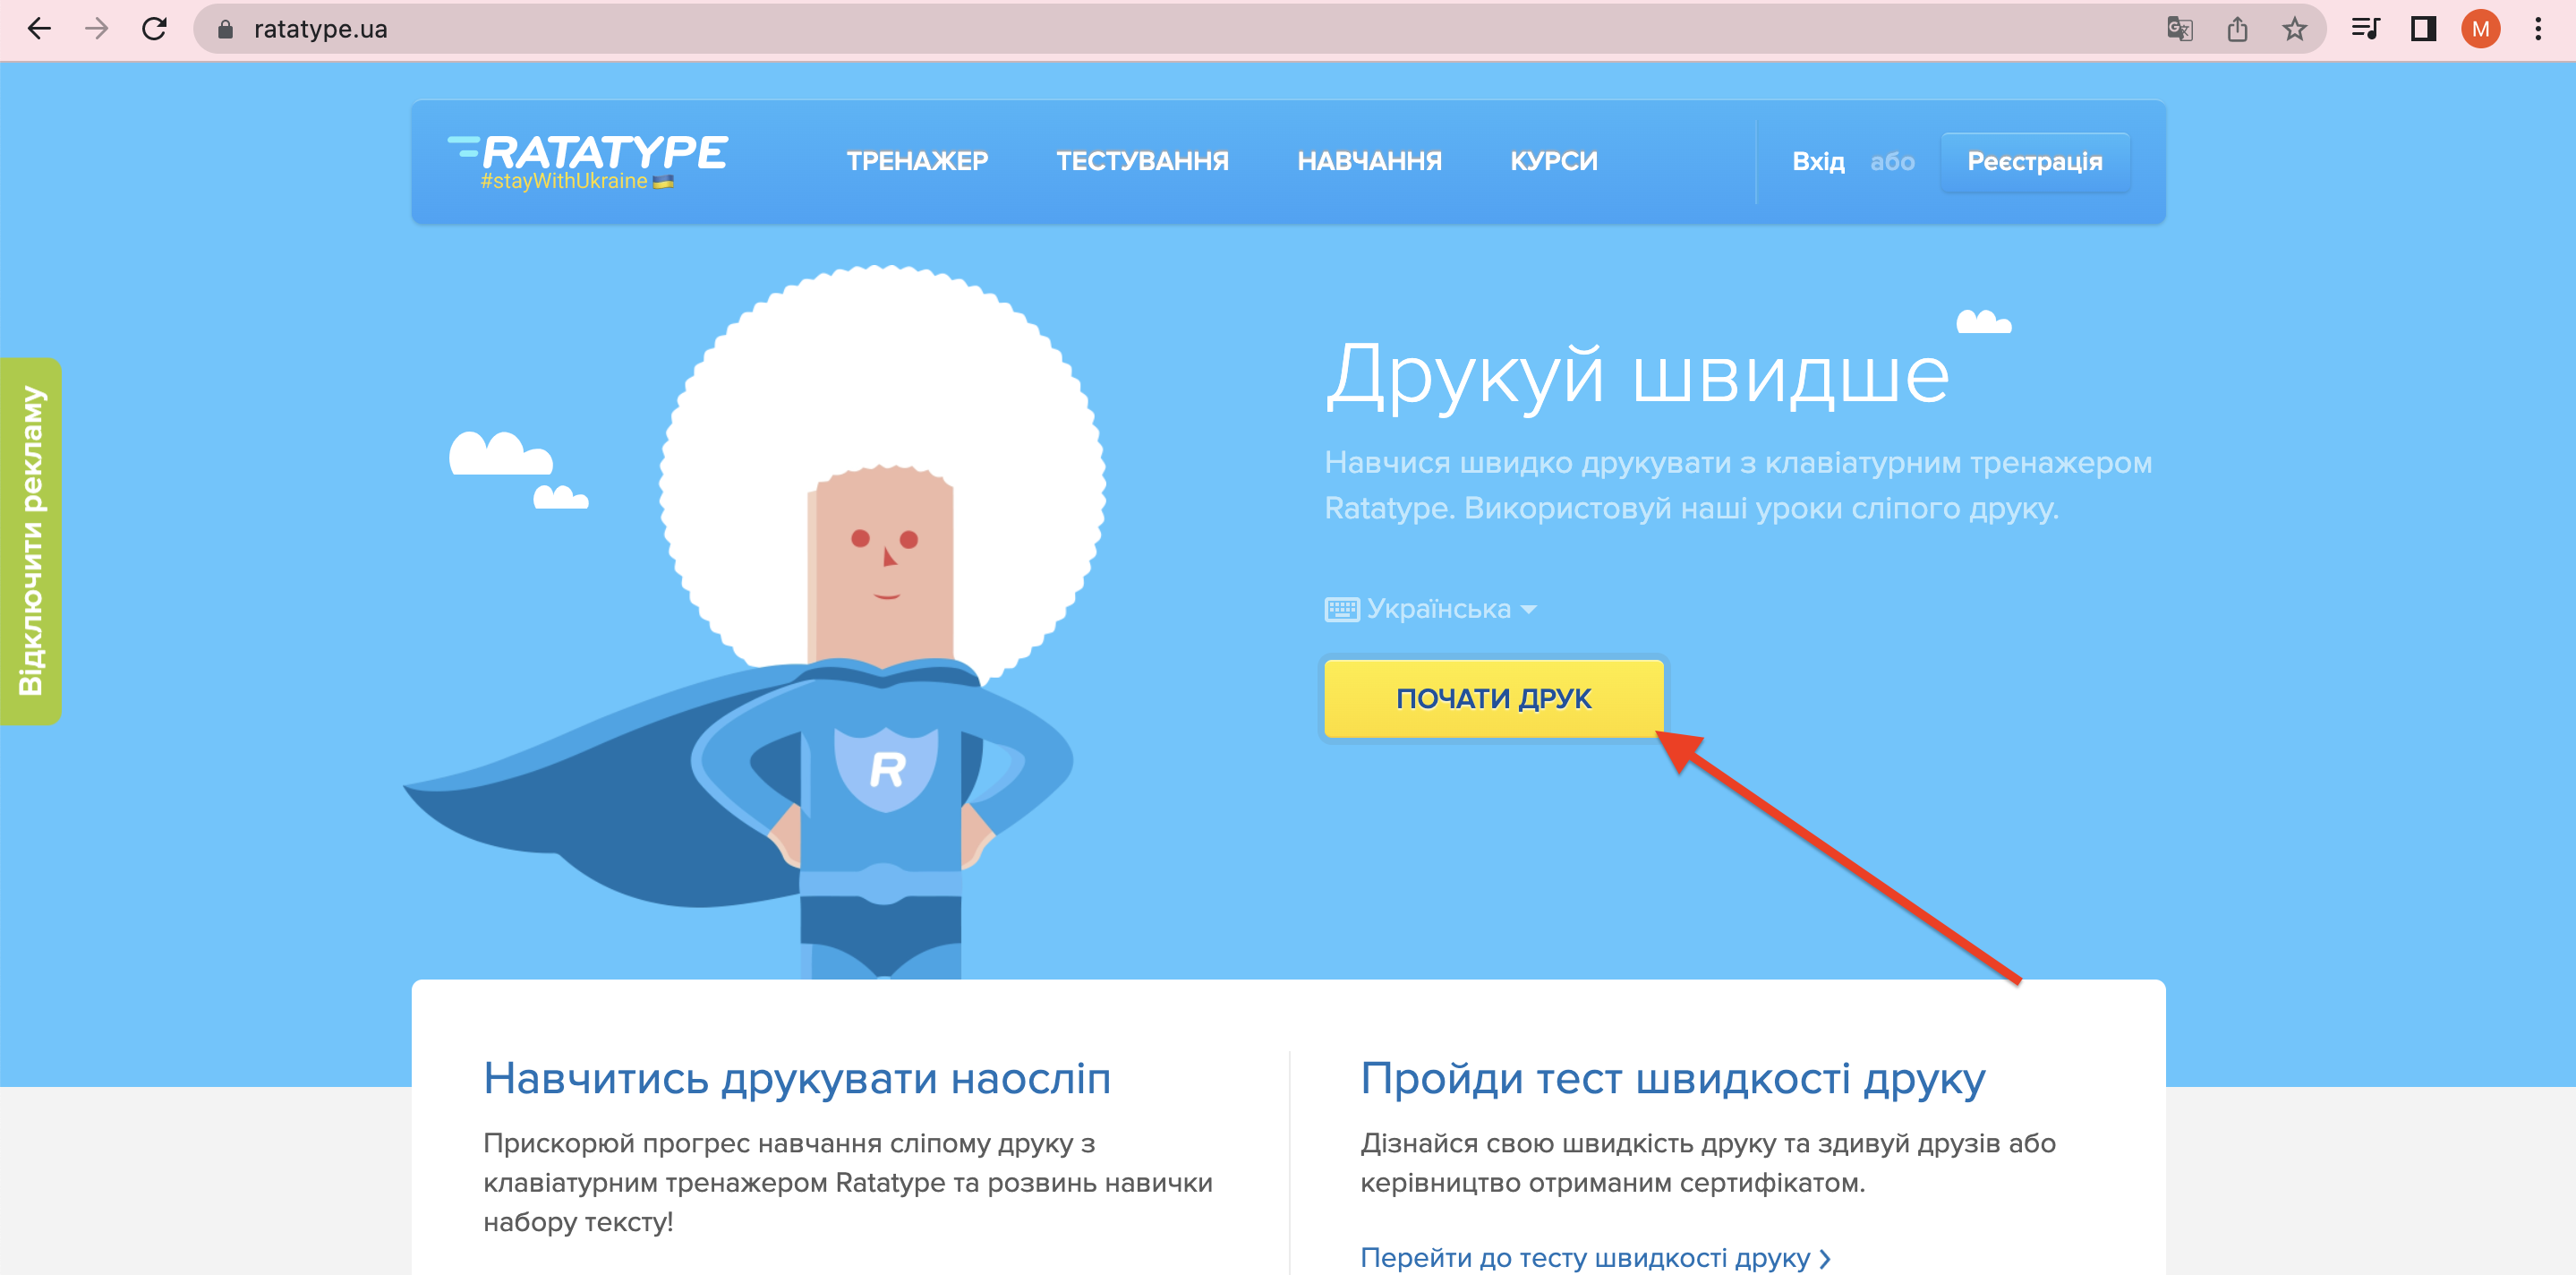 ratatype.ua
M
RATATYPE
#stayWithUkraine
ТРЕНАЖЕР
ТЕСТУВАННЯ
НАВЧАННЯ
КУРСИ
Вхід або Реєстрація
Відключити рекламу
Друкуй швидше
Навчися швидко друкувати з клавіатурним тренажером
Ratatype. Використовуй наші уроки сліпого друку.
Українська
ПОЧАТИ ДРУК
R
Навчитись друкувати наосліп
Прискорюй прогрес навчання сліпому друку з
клавіатурним тренажером Ratatype та розвинь навички
набору тексту!
Пройди тест швидкості друку
Дізнайся свою швидкість друку та здивуй друзів або
керівництво отриманим сертифікатом.
Перейти до тесту швидкості друку